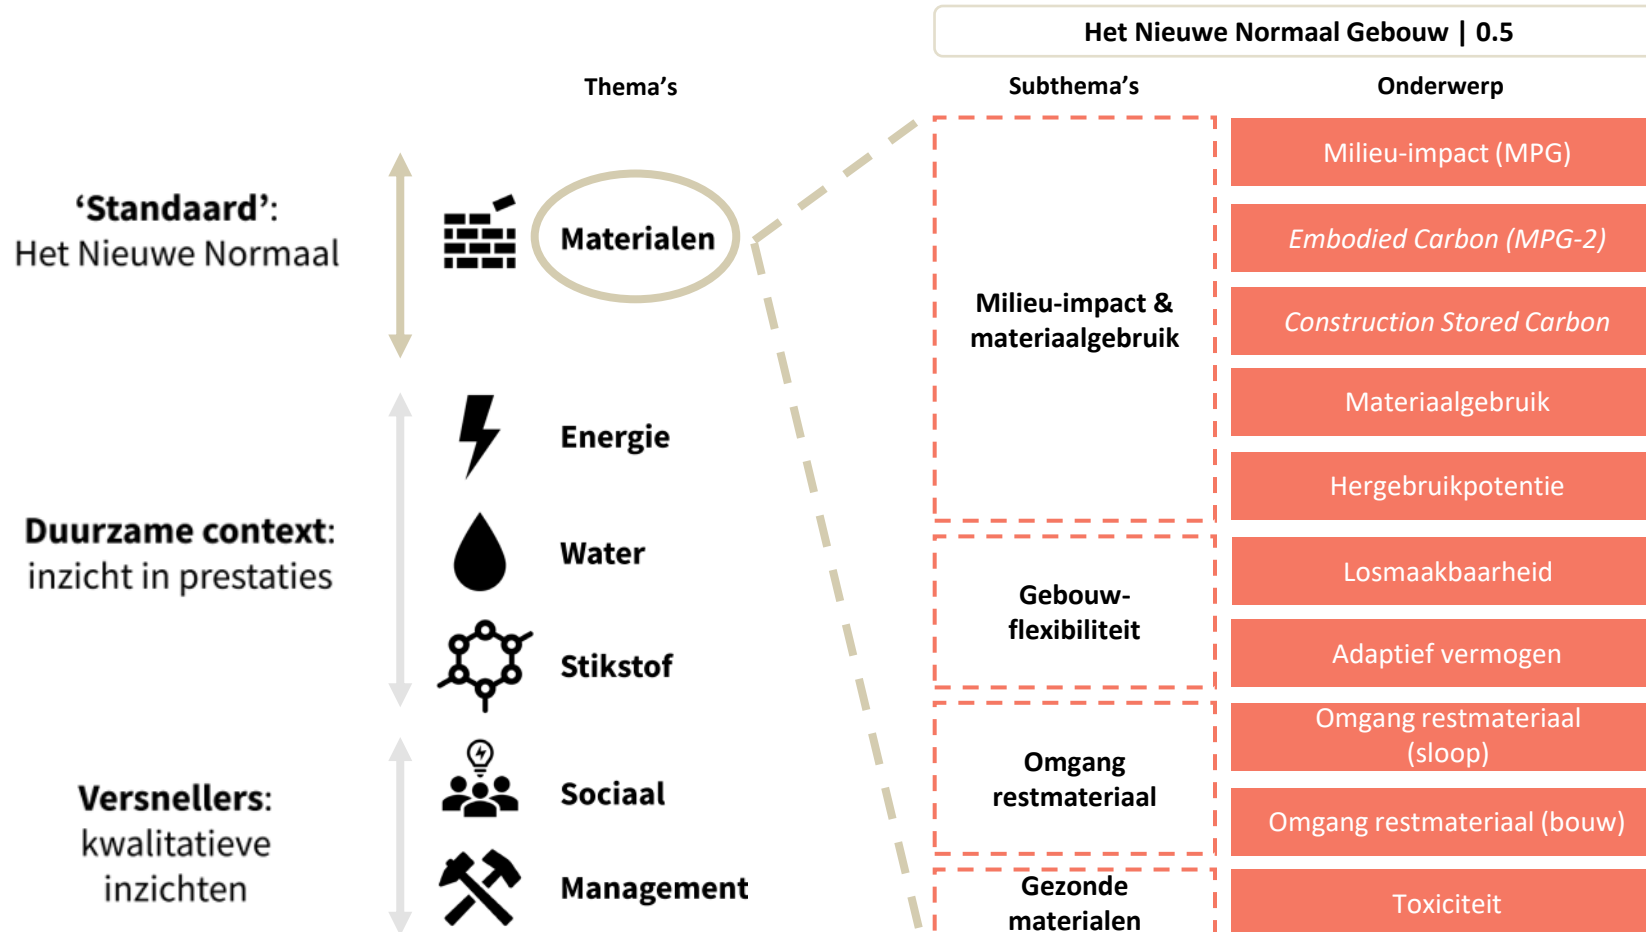 Het Nieuwe Normaal Gebouw | 0.5
Thema’s
Subthema’s
Onderwerp
‘Standaard’:
Het Nieuwe Normaal
Materialen
Duurzame context:
inzicht in prestaties
Energie
Water
Stikstof
Versnellers:
kwalitatieve
inzichten
Sociaal
Management
Milieu-impact &
materiaalgebruik
Milieu-impact (MPG)
Embodied Carbon (MPG-2)
Construction Stored Carbon
Materiaalgebruik
Hergebruikpotentie
Gebouw-
flexibiliteit
Losmaakbaarheid
Adaptief vermogen
Omgang
restmateriaal
Omgang restmateriaal
(sloop)
Omgang restmateriaal (bouw)
Gezonde
materialen
Toxiciteit